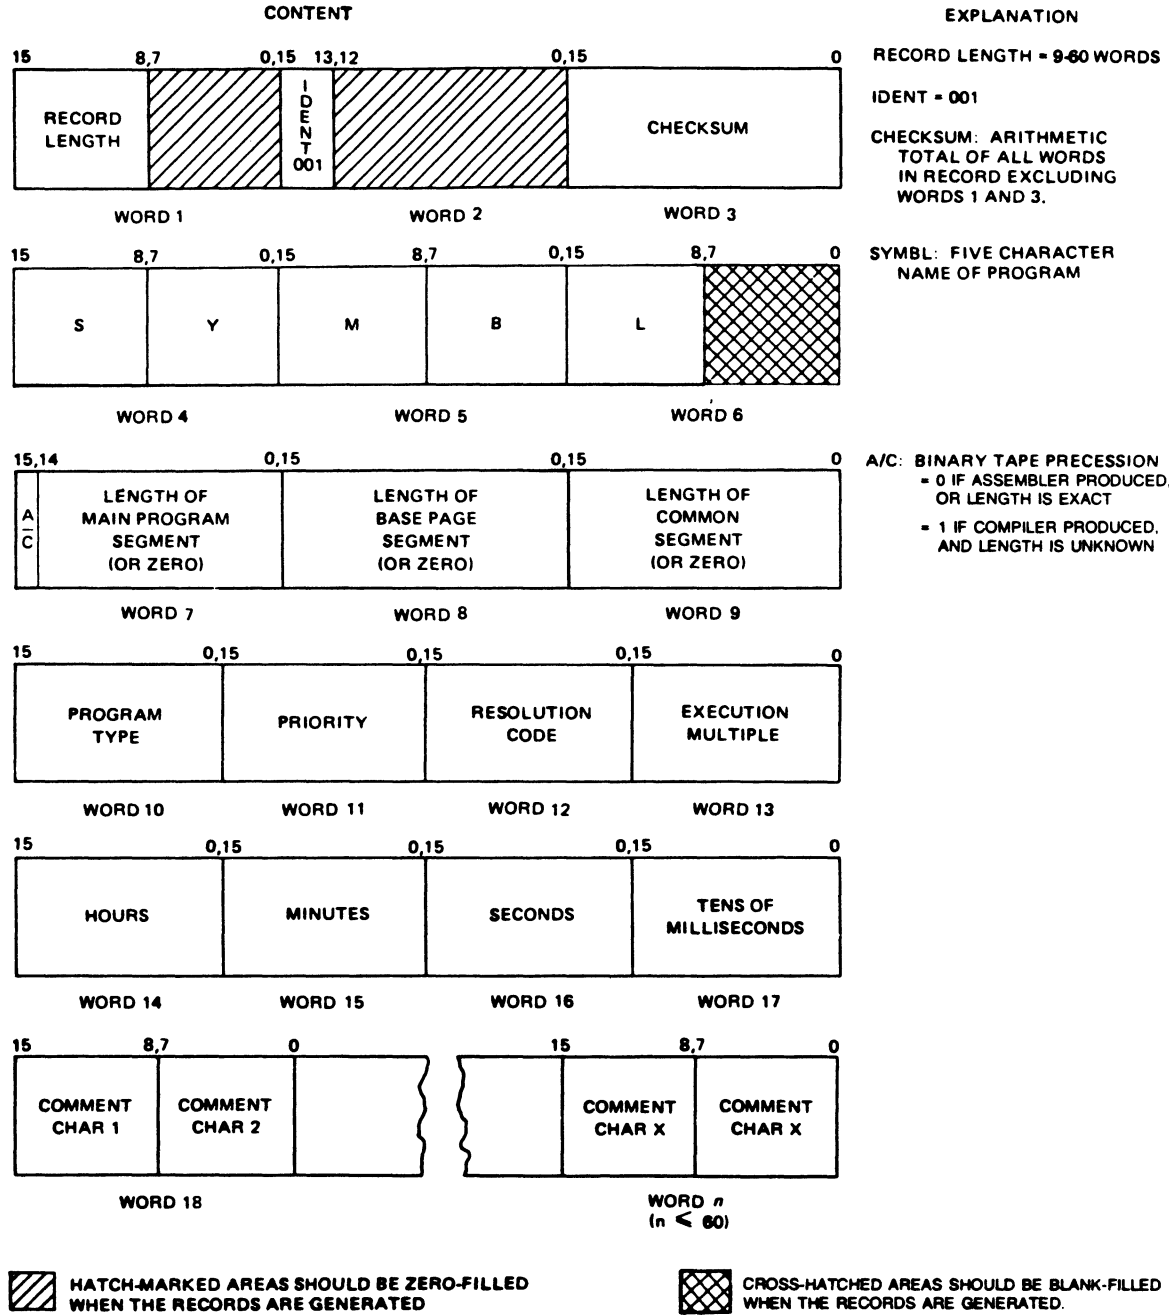 CONTENT
EXPLANATION
15 8,7 0,15 13,12 0,15 0
RECORD LENGTH = 9-60 WORDS
RECORD
LENGTH
I
D
E
N
T
001
CHECKSUM
IDENT = 001
CHECKSUM: ARITHMETIC
TOTAL OF ALL WORDS
IN RECORD EXCLUDING
WORDS 1 AND 3.
WORD 1 WORD 2 WORD 3
15 8,7 0,15 8,7 0,15 8,7 0
SYMBL: FIVE CHARACTER
NAME OF PROGRAM
S Y M B L
WORD 4 WORD 5 WORD 6
15,14 0,15 0,15 0
A/C: BINARY TAPE PRECESSION
= 0 IF ASSEMBLER PRODUCED,
OR LENGTH IS EXACT
= 1 IF COMPILER PRODUCED,
AND LENGTH IS UNKNOWN
A
C
LENGTH OF
MAIN PROGRAM
SEGMENT
(OR ZERO)
LENGTH OF
BASE PAGE
SEGMENT
(OR ZERO)
LENGTH OF
COMMON
SEGMENT
(OR ZERO)
WORD 7 WORD 8 WORD 9
15 0,15 0,15 0,15 0
PROGRAM
TYPE
PRIORITY
RESOLUTION
CODE
EXECUTION
MULTIPLE
WORD 10 WORD 11 WORD 12 WORD 13
15 0,15 0,15 0,15 0
HOURS
MINUTES
SECONDS
TENS OF
MILLISECONDS
WORD 14 WORD 15 WORD 16 WORD 17
15 8,7 0 15 8,7 0
COMMENT
CHAR 1
COMMENT
CHAR 2
COMMENT
CHAR X
COMMENT
CHAR X
WORD 18
WORD n
(n ≤ 60)
HATCH-MARKED AREAS SHOULD BE ZERO-FILLED
WHEN THE RECORDS ARE GENERATED
CROSS-HATCHED AREAS SHOULD BE BLANK-FILLED
WHEN THE RECORDS ARE GENERATED.